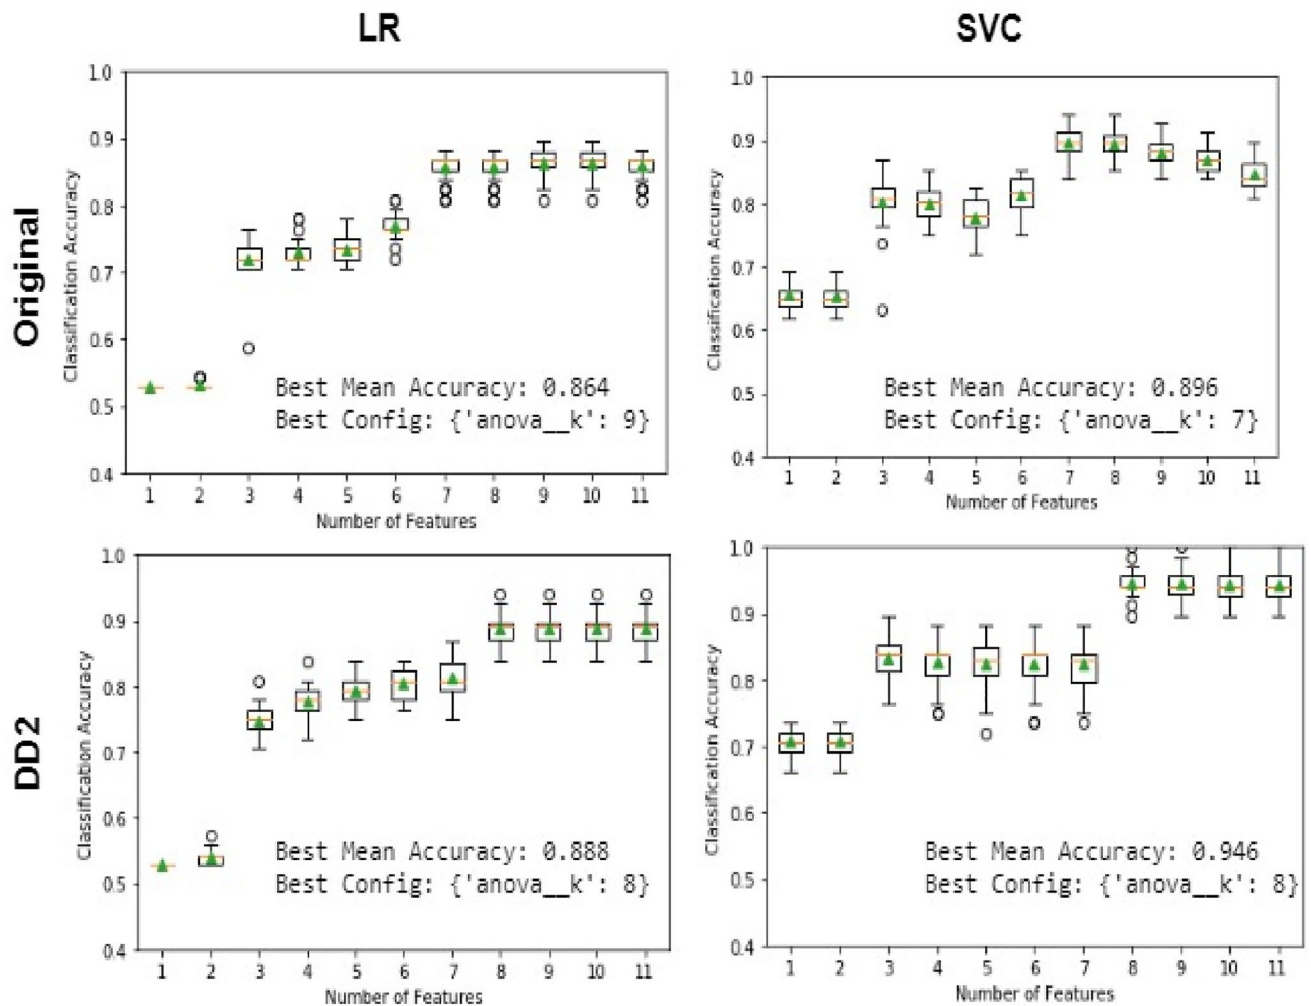 LR
SVC
Original
Classification Accuracy
1.0
0.9
0.8
0.7
0.6
0.5
0.4
Best Mean Accuracy: 0.864
Best Config: {'anova__k': 9}
1 2 3 4 5 6 7 8 9 10 11
Number of Features
Classification Accuracy
1.0
0.9
0.8
0.7
0.6
0.5
0.4
Best Mean Accuracy: 0.896
Best Config: {'anova__k': 7}
1 2 3 4 5 6 7 8 9 10 11
Number of Features
DD2
Classification Accuracy
1.0
0.9
0.8
0.7
0.6
0.5
0.4
Best Mean Accuracy: 0.888
Best Config: {'anova__k': 8}
1 2 3 4 5 6 7 8 9 10 11
Number of Features
Classification Accuracy
1.0
0.9
0.8
0.7
0.6
0.5
0.4
Best Mean Accuracy: 0.946
Best Config: {'anova__k': 8}
1 2 3 4 5 6 7 8 9 10 11
Number of Features